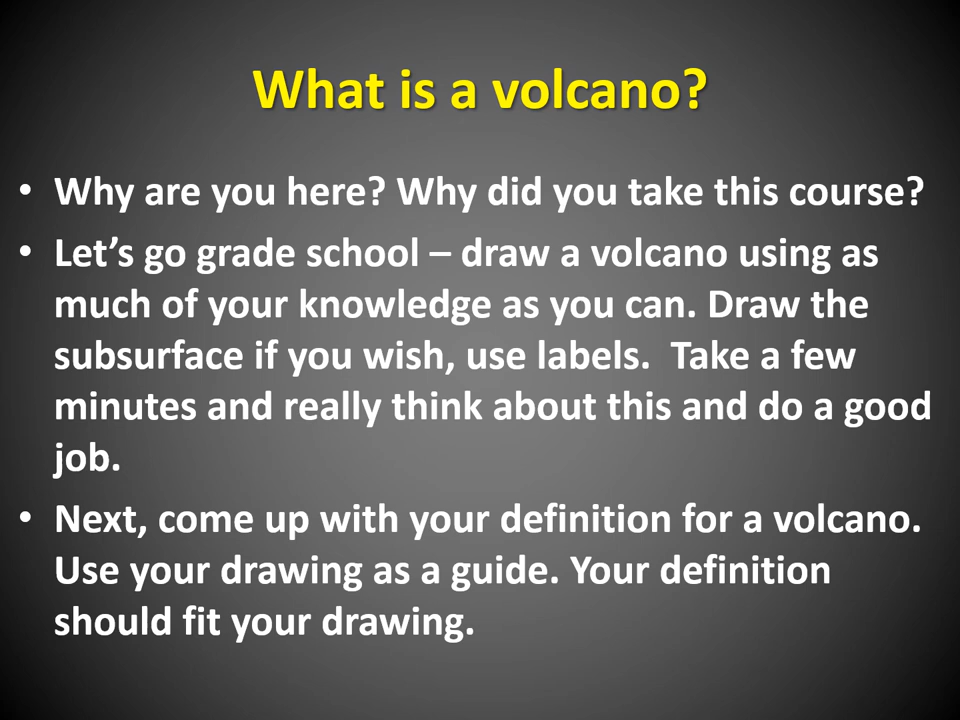 What is a volcano?
• Why are you here? Why did you take this course?
• Let’s go grade school – draw a volcano using as
much of your knowledge as you can. Draw the
subsurface if you wish, use labels.  Take a few
minutes and really think about this and do a good
job.
• Next, come up with your definition for a volcano.
Use your drawing as a guide. Your definition
should fit your drawing.